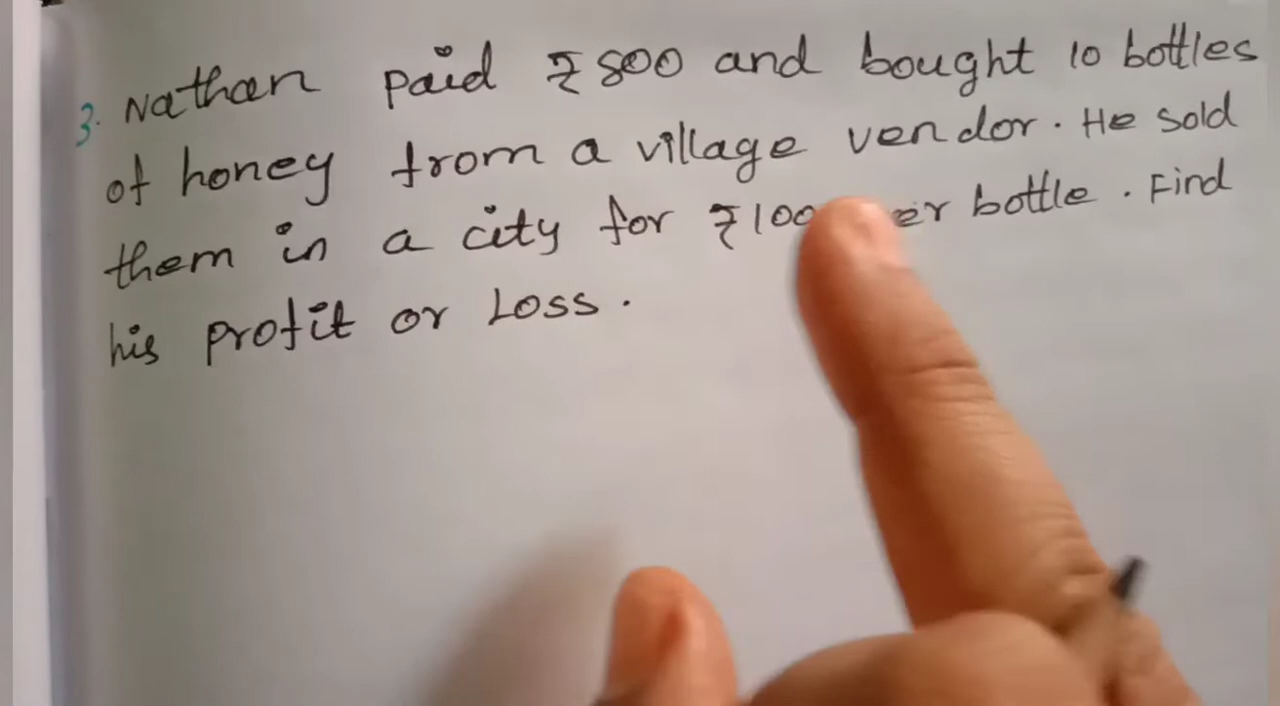 3. Nathan paid ₹800 and bought 10 bottles
of honey from a village vendor. He sold
them in a city for ₹100 bottle. Find
his profit or Loss.